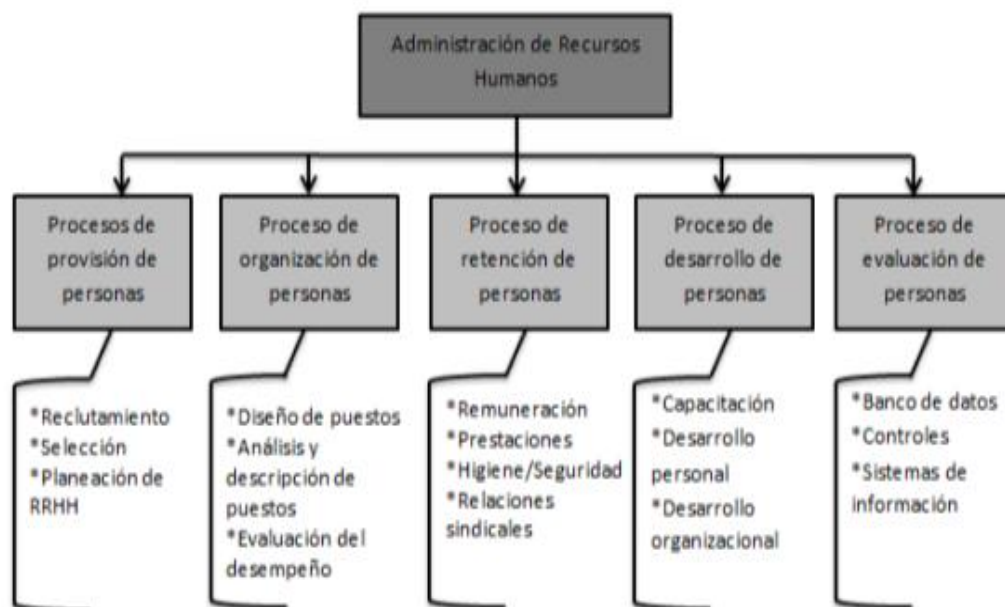 Administración de Recursos
Humanos
Procesos de
provisión de
personas
Proceso de
organización de
personas
Proceso de
retención de
personas
Proceso de
desarrollo de
personas
Proceso de
evaluación de
personas
*Reclutamiento
*Selección
*Planeación de
RRHH
*Diseño de puestos
*Análisis y
descripción de
puestos
*Evaluación del
desempeño
*Remuneración
*Prestaciones
*Higiene/Seguridad
*Relaciones
sindicales
*Capacitación
*Desarrollo
personal
*Desarrollo
organizacional
*Banco de datos
*Controles
*Sistemas de
información